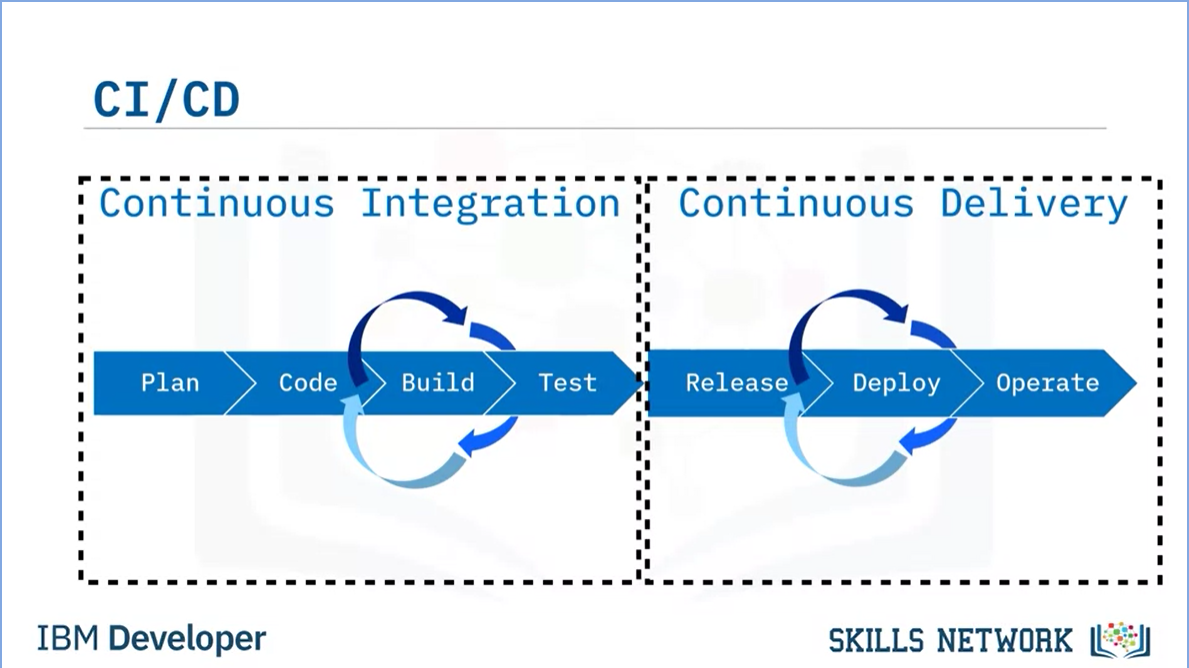 CI/CD
Continuous Integration
Continuous Delivery
Plan
Code
Build
Test
Release
Deploy
Operate
IBM Developer
SKILLS NETWORK